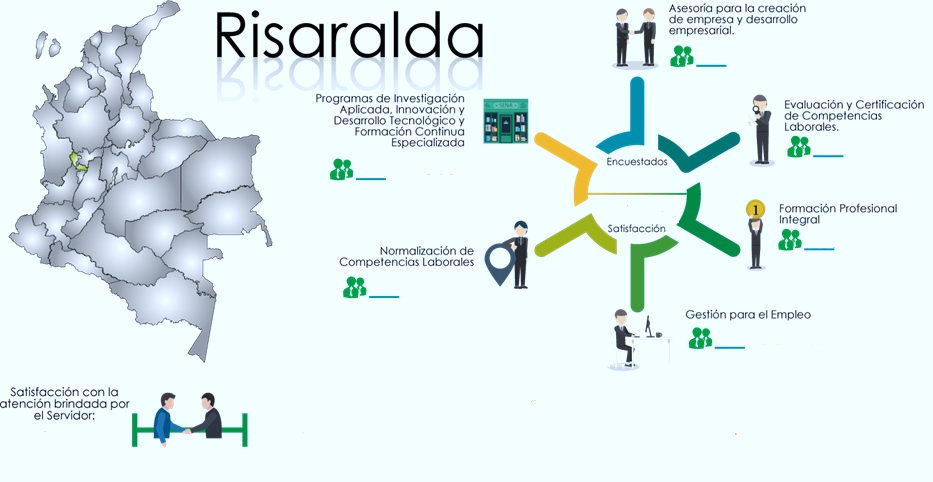 Risaralda
Asesoría para la creación
de empresa y desarrollo
empresarial.
Programas de Investigación
Aplicada, Innovación y
Desarrollo Tecnológico y
Formación Continua
Especializada
Evaluación y Certificación
de Competencias
Laborales.
Encuestados
Formación Profesional
Integral
1
Satisfacción
Normalización de
Competencias Laborales
Gestión para el Empleo
Satisfacción con la
atención brindada por
el Servidor: